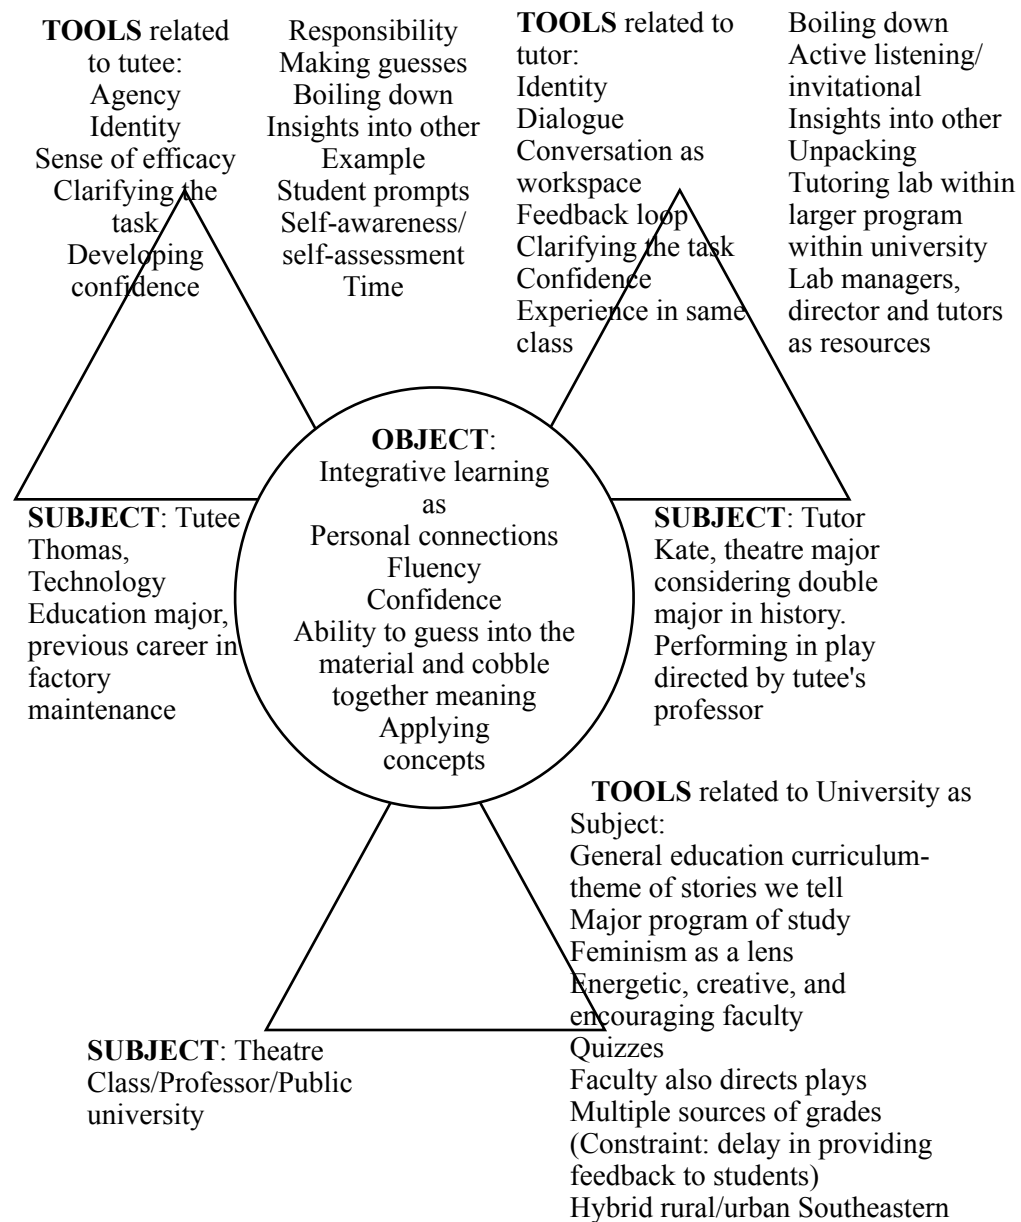 TOOLS related
to tutee:
Agency
Identity
Sense of efficacy
Clarifying the
task
Developing
confidence
Responsibility
Making guesses
Boiling down
Insights into other
Example
Student prompts
Self-awareness/
self-assessment
Time
TOOLS related to
tutor:
Identity
Dialogue
Conversation as
workspace
Feedback loop
Clarifying the task
Confidence
Experience in same
class
Boiling down
Active listening/
invitational
Insights into other
Unpacking
Tutoring lab within
larger program
within university
Lab managers,
director and tutors
as resources
OBJECT:
Integrative learning
as
Personal connections
Fluency
Confidence
Ability to guess into the
material and cobble
together meaning
Applying
concepts
SUBJECT: Tutee
Thomas,
Technology
Education major,
previous career in
factory
maintenance
SUBJECT: Tutor
Kate, theatre major
considering double
major in history.
Performing in play
directed by tutee's
professor
SUBJECT: Theatre
Class/Professor/Public
university
TOOLS related to University as
Subject:
General education curriculum-
theme of stories we tell
Major program of study
Feminism as a lens
Energetic, creative, and
encouraging faculty
Quizzes
Faculty also directs plays
Multiple sources of grades
(Constraint: delay in providing
feedback to students)
Hybrid rural/urban Southeastern